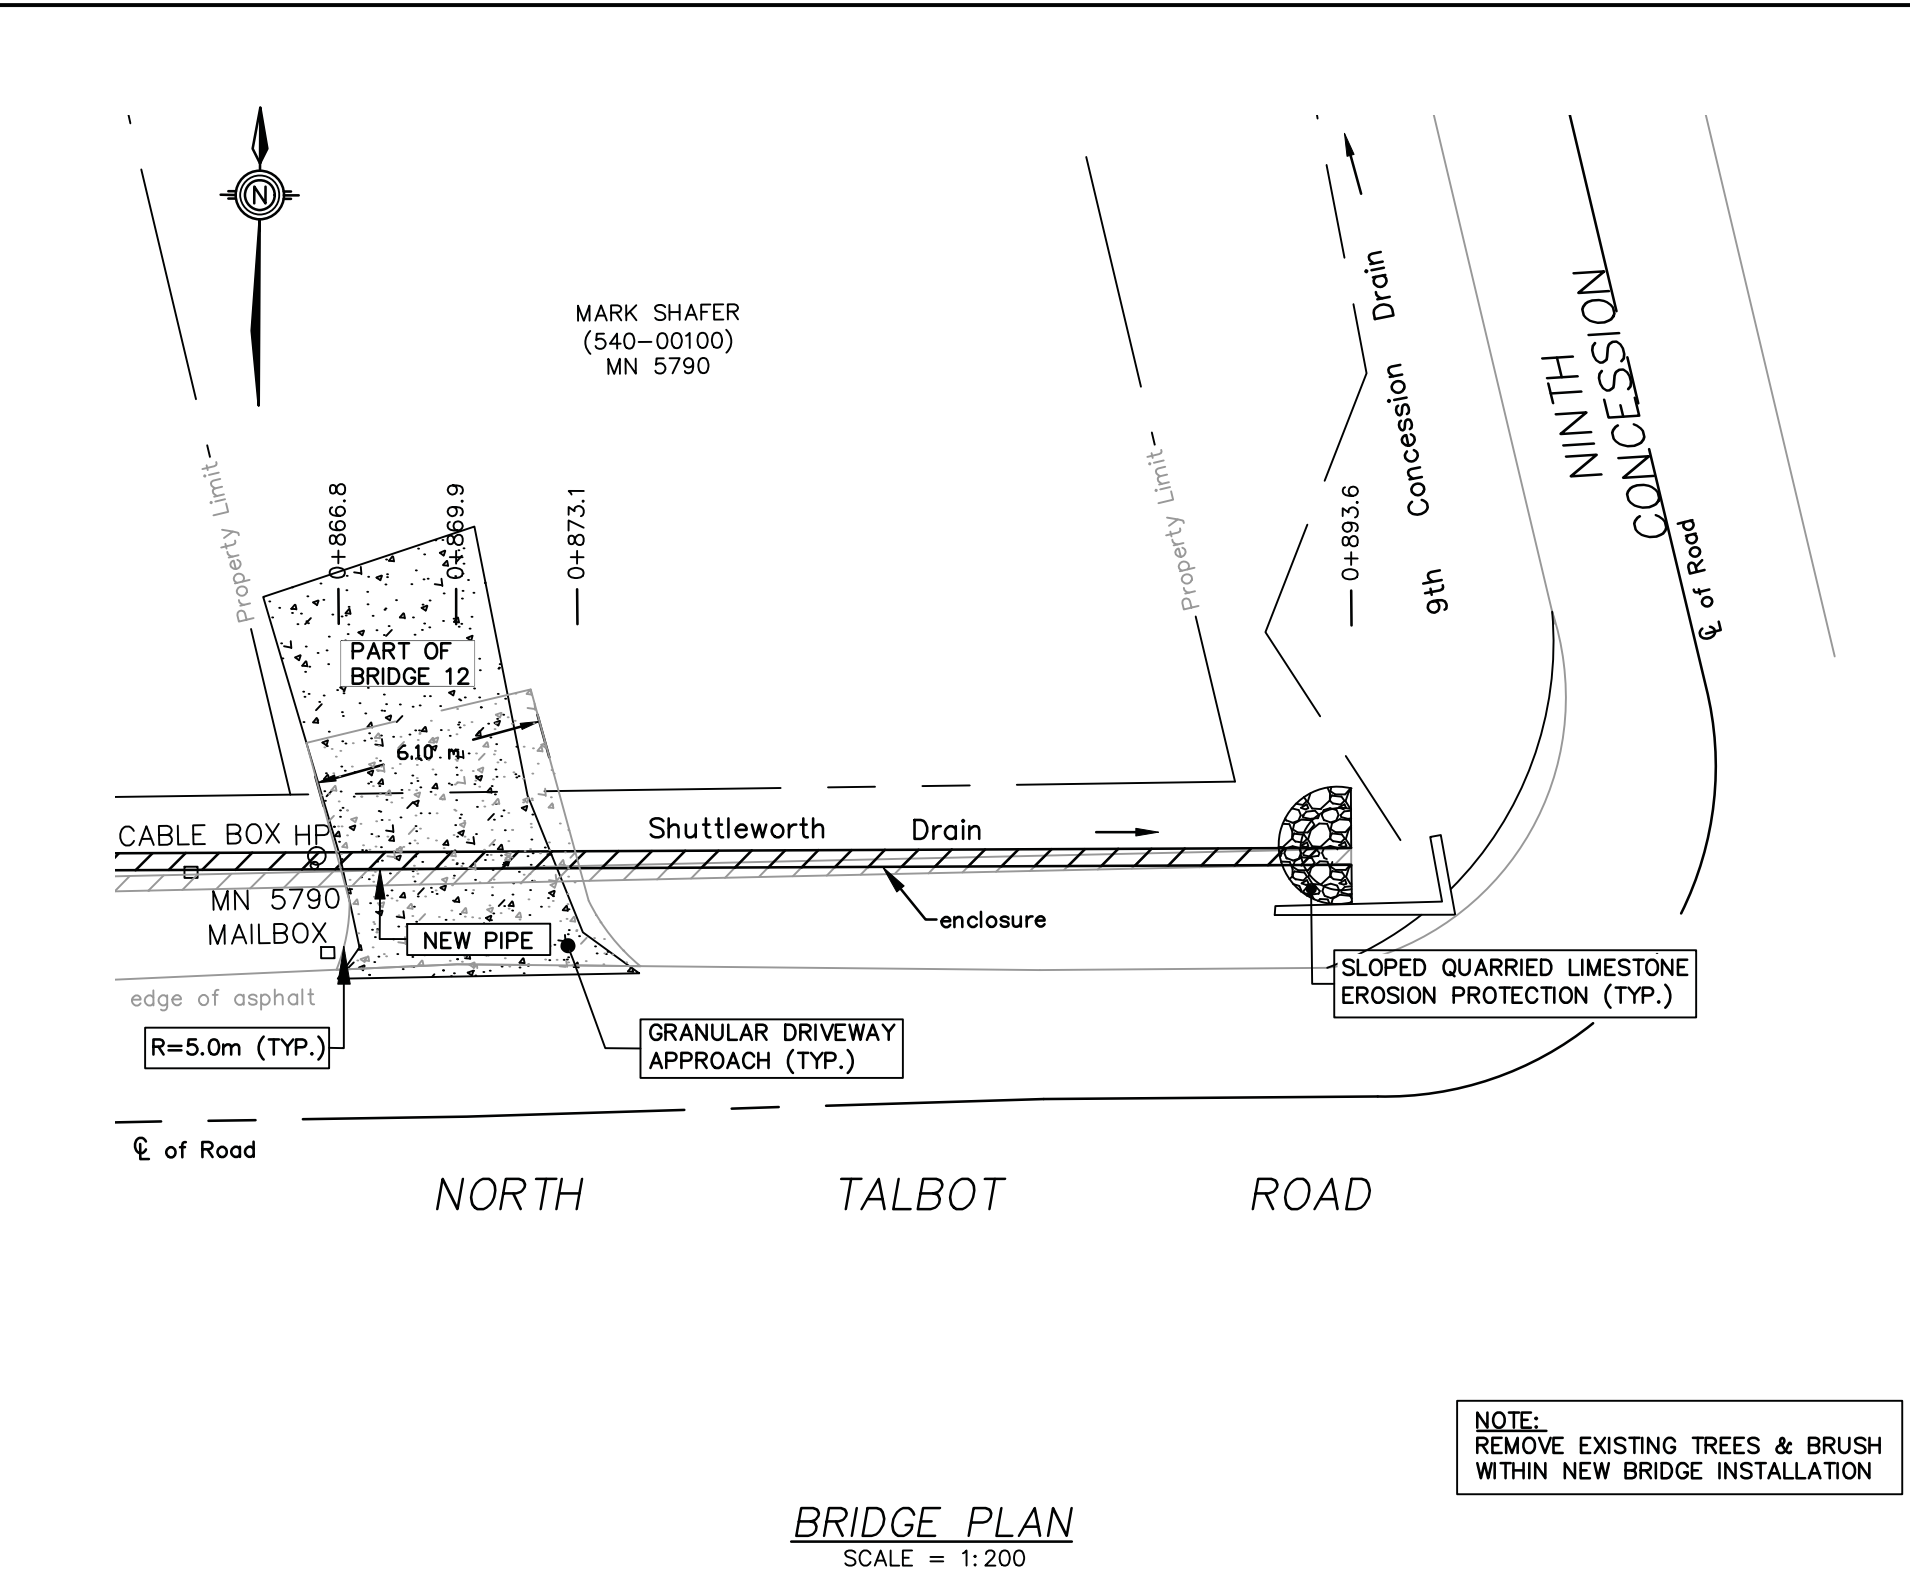 N
MARK SHAFER
(540-00100)
MN 5790
Property Limit
Property Limit
0+866.8
0+869.9
0+873.1
0+893.6
9th Concession Drain
NINTH
CONCESSION
℄ of Road
PART OF
BRIDGE 12
6.10 m
CABLE BOX HP
Shuttleworth Drain
MN 5790
MAILBOX
NEW PIPE
enclosure
edge of asphalt
R=5.0m (TYP.)
GRANULAR DRIVEWAY
APPROACH (TYP.)
SLOPED QUARRIED LIMESTONE
EROSION PROTECTION (TYP.)
℄ of Road
NORTH TALBOT ROAD
NOTE:
REMOVE EXISTING TREES & BRUSH
WITHIN NEW BRIDGE INSTALLATION
BRIDGE PLAN
SCALE = 1:200